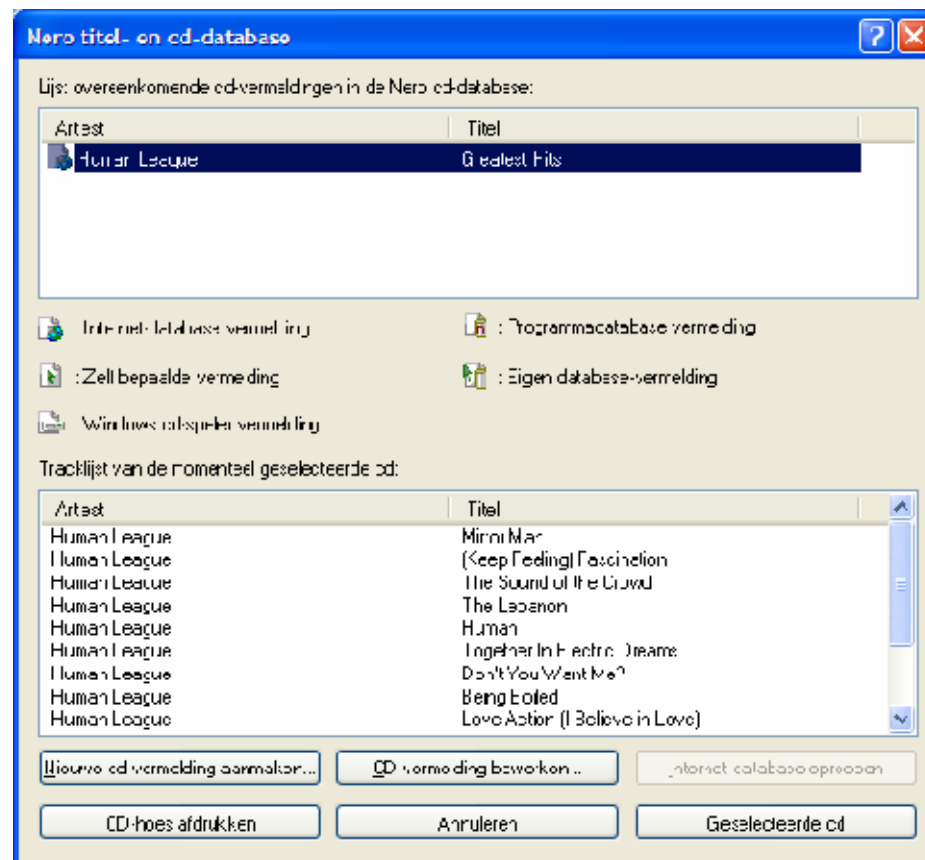 Nero titel- en cd-database
Lijst overeenkomende cd-vermeldingen in de Nero cd-database:
Artiest Titel
Human League Greatest Hits
Internet-database vermelding : Programmadatabase vermelding
: Zelf bepaalde vermelding : Eigen database-vermelding
Windows cd-speler vermelding
Tracklijst van de momenteel geselecteerde cd:
Artiest Titel
Human League Mirror Man
Human League (Keep Feeling) Fascination
Human League The Sound of the Crowd
Human League The Lebanon
Human League Human
Human League Together In Electric Dreams
Human League Don't You Want Me?
Human League Being Boiled
Human League Love Action (I Believe in Love)
Nieuwe cd vermelding aanmaken... CD vermelding bewerken... Internet-database oproepen
CD-hoes afdrukken Annuleren Geselecteerde cd